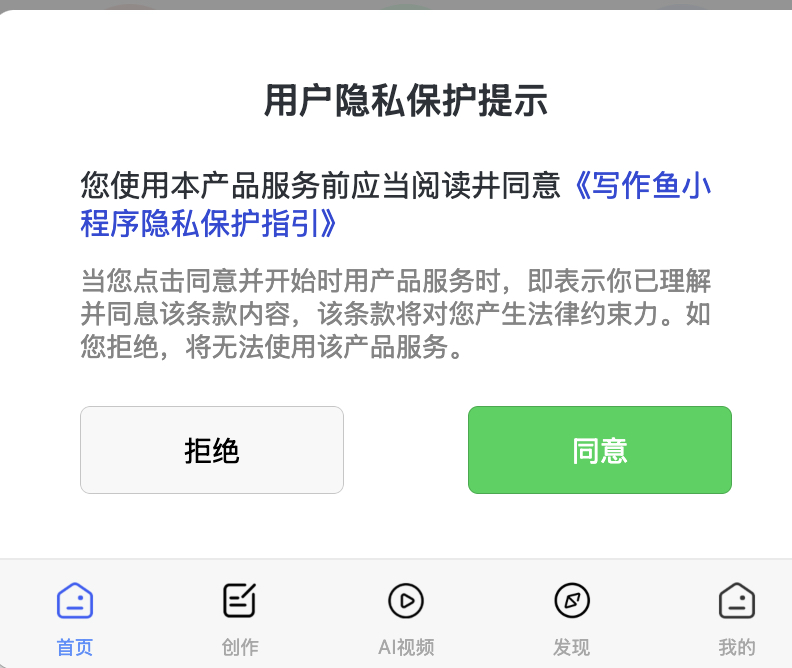 用户隐私保护提示
您使用本产品服务前应当阅读井同意《写作鱼小
程序隐私保护指引》
当您点击同意并开始时用产品服务时，即表示你已理解
并同息该条款内容，该条款将对您产生法律约束力。如
您拒绝，将无法使用该产品服务。
拒绝 同意
首页 创作 AI视频 发现 我的